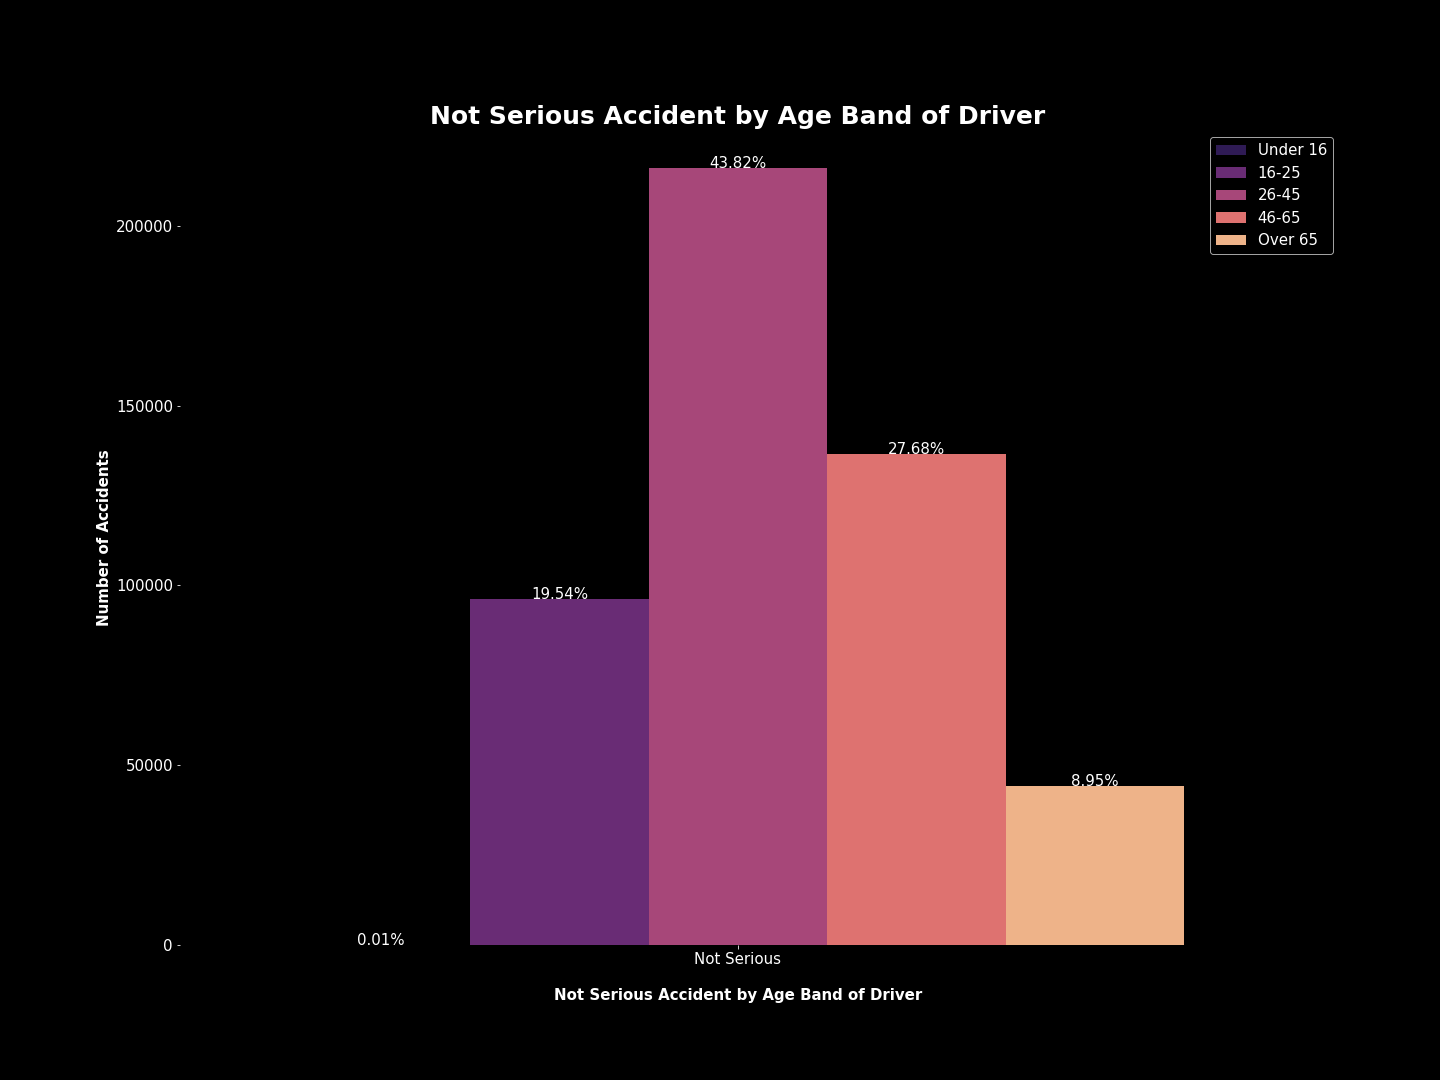 Not Serious Accident by Age Band of Driver
Under 16
16-25
26-45
46-65
Over 65
43.82%
27.68%
19.54%
8.95%
0.01%
200000
150000
100000
50000
0
Number of Accidents
Not Serious
Not Serious Accident by Age Band of Driver